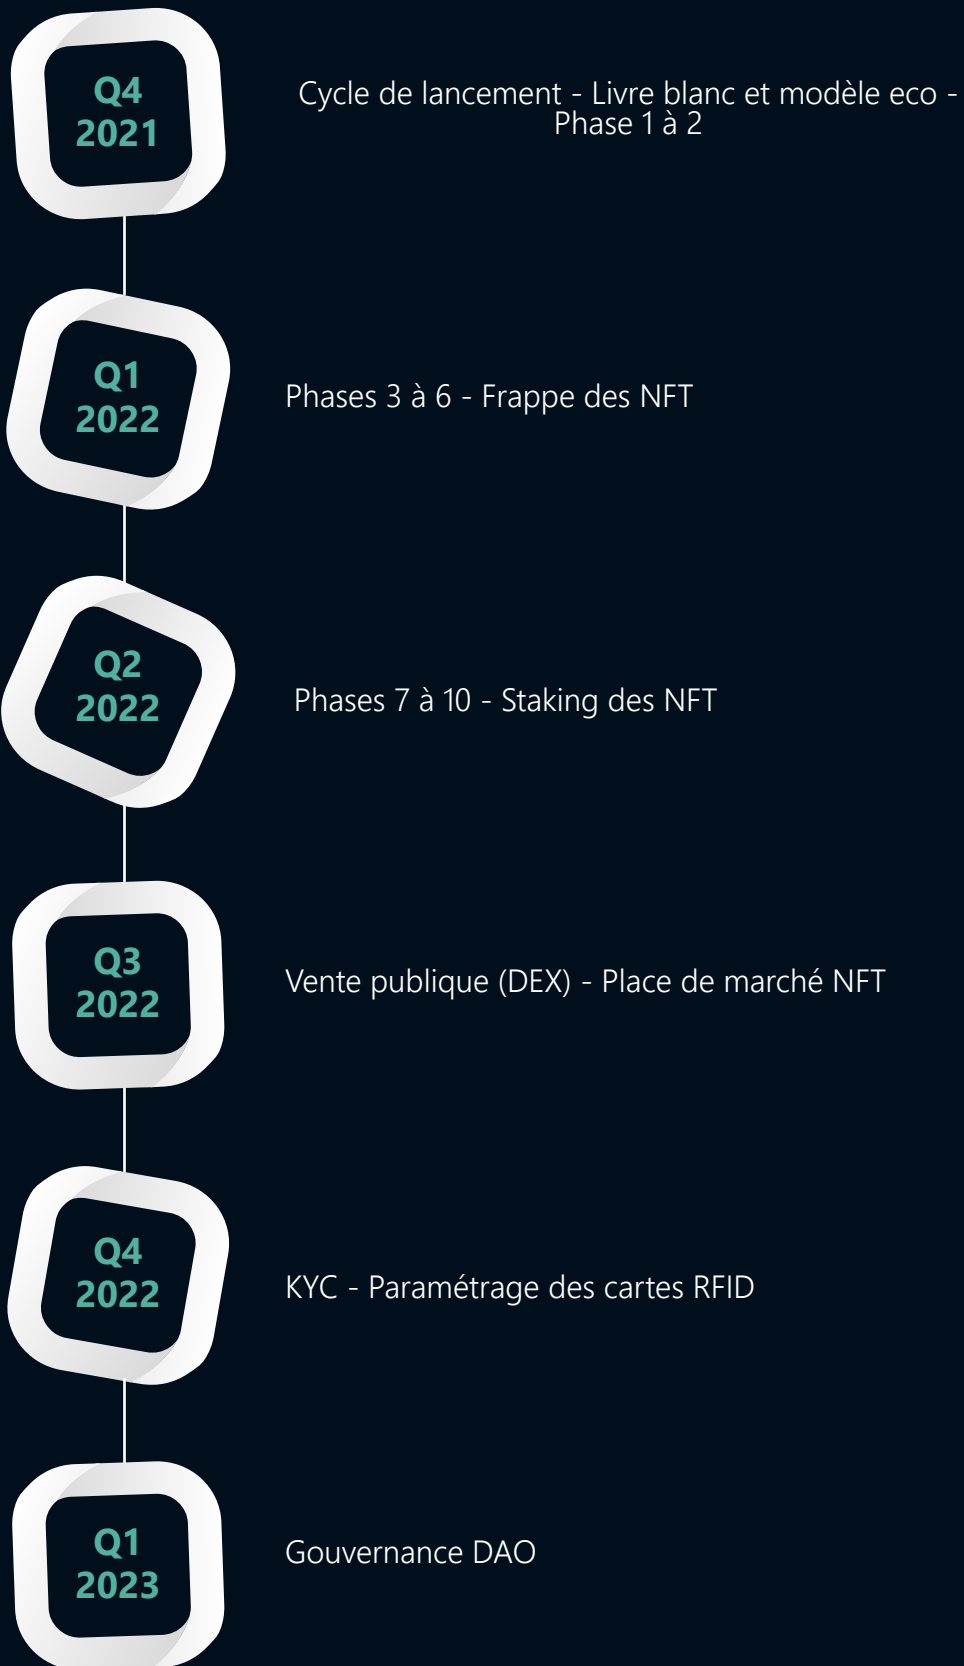 Q4
2021
Cycle de lancement - Livre blanc et modèle eco -
Phase 1 à 2
Q1
2022
Phases 3 à 6 - Frappe des NFT
Q2
2022
Phases 7 à 10 - Staking des NFT
Q3
2022
Vente publique (DEX) - Place de marché NFT
Q4
2022
KYC - Paramétrage des cartes RFID
Q1
2023
Gouvernance DAO